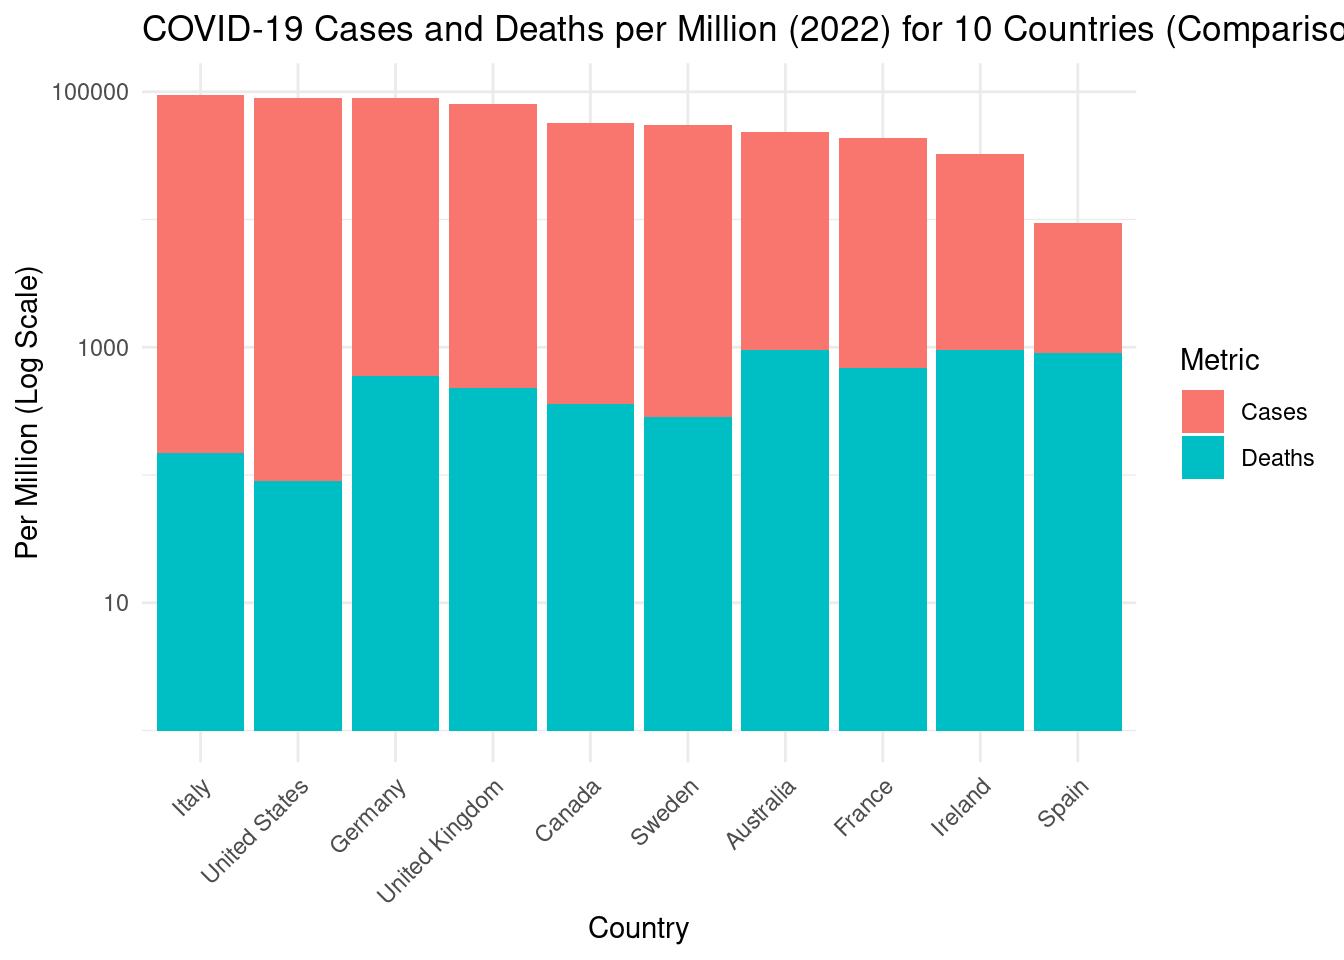 COVID-19 Cases and Deaths per Million (2022) for 10 Countries (Compariso
100000
1000
10
Per Million (Log Scale)
Italy
United States
Germany
United Kingdom
Canada
Sweden
Australia
France
Ireland
Spain
Country
Metric
Cases
Deaths